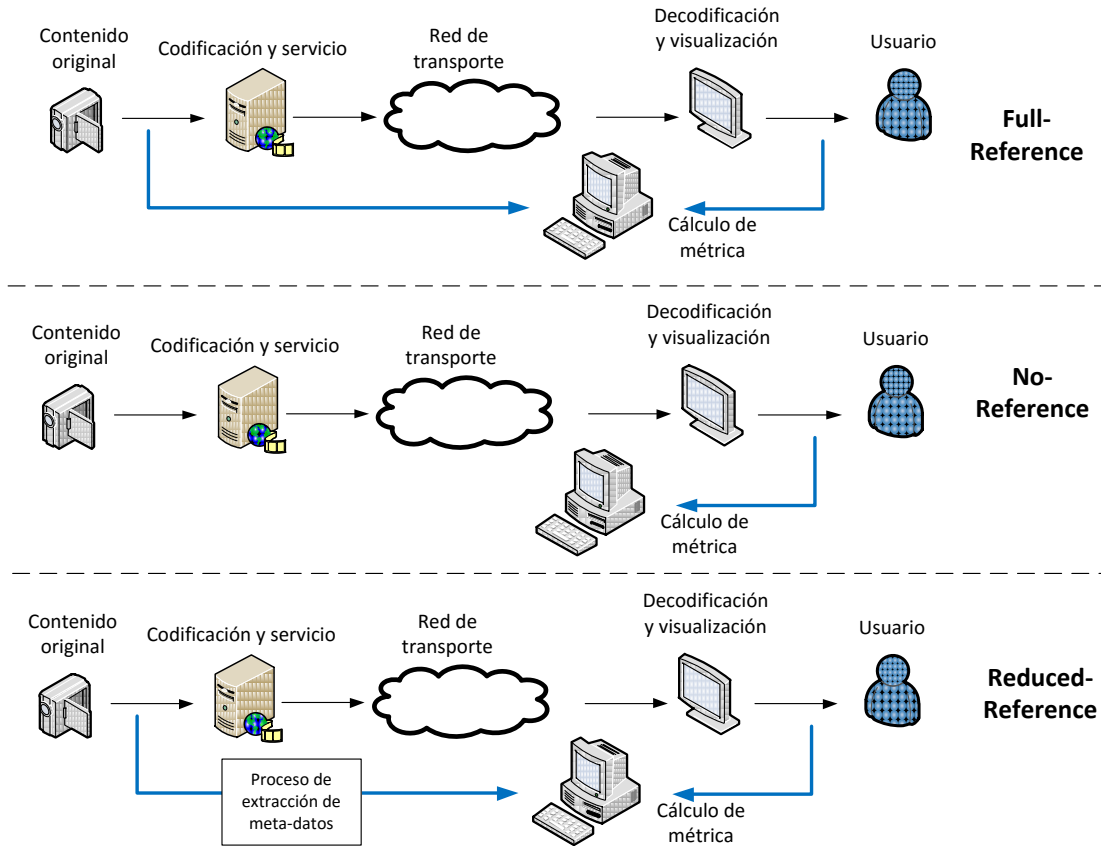 Contenido
original
Codificación y servicio
Red de
transporte
Decodificación
y visualización
Usuario
Full-
Reference
Cálculo de
métrica
Contenido
original
Codificación y servicio
Red de
transporte
Decodificación
y visualización
Usuario
No-
Reference
Cálculo de
métrica
Contenido
original
Codificación y servicio
Red de
transporte
Decodificación
y visualización
Usuario
Reduced-
Reference
Proceso de
extracción de
meta-datos
Cálculo de
métrica